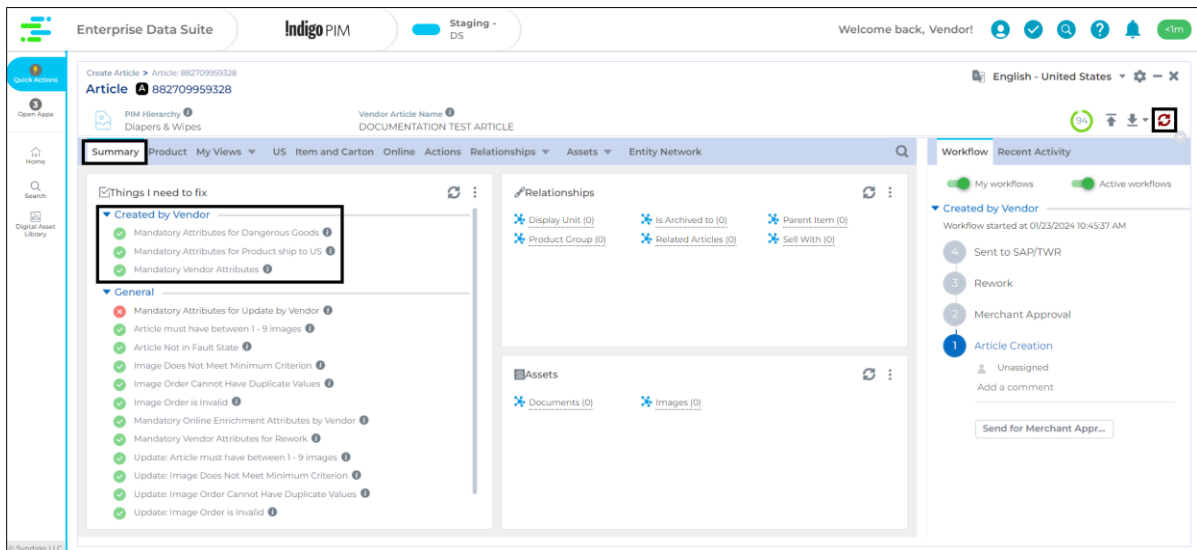 Enterprise Data Suite
Indigo PIM
Staging -
DS
Welcome back, Vendor!
?
<1m
Quick Actions
3
Open Apps
Home
Search
Digital Asset
Library
© Syndigo LLC
Create Article > Article: 882709959328
Article A 882709959328
English - United States
PIM Hierarchy
Diapers & Wipes
Vendor Article Name
DOCUMENTATION TEST ARTICLE
94
Summary Product My Views US Item and Carton Online Actions Relationships Assets Entity Network
Things I need to fix
Created by Vendor
Mandatory Attributes for Dangerous Goods
Mandatory Attributes for Product ship to US
Mandatory Vendor Attributes
General
Mandatory Attributes for Update by Vendor
Article must have between 1 - 9 images
Article Not in Fault State
Image Does Not Meet Minimum Criterion
Image Order Cannot Have Duplicate Values
Image Order is Invalid
Mandatory Online Enrichment Attributes by Vendor
Mandatory Vendor Attributes for Rework
Update: Article must have between 1 - 9 images
Update: Image Does Not Meet Minimum Criterion
Update: Image Order Cannot Have Duplicate Values
Update: Image Order is Invalid
Relationships
Display Unit (0) Is Archived to (0) Parent Item (0)
Product Group (0) Related Articles (0) Sell With (0)
Assets
Documents (0) Images (0)
Workflow Recent Activity
My workflows Active workflows
Created by Vendor
Workflow started at 01/23/2024 10:45:37 AM
4 Sent to SAP/TWR
3 Rework
2 Merchant Approval
1 Article Creation
Unassigned
Add a comment
Send for Merchant Appr...